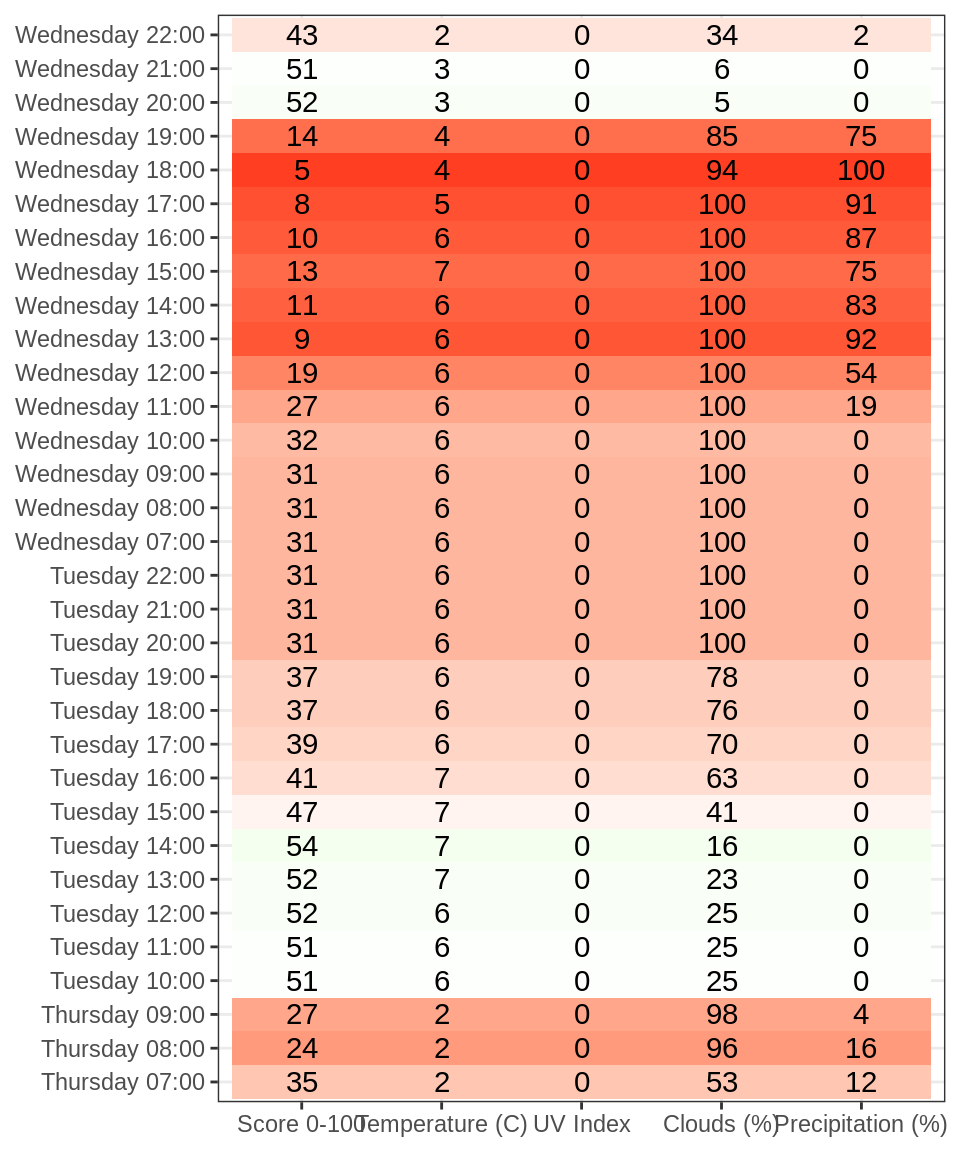 Wednesday 22:00 43 2 0 34 2
Wednesday 21:00 51 3 0 6 0
Wednesday 20:00 52 3 0 5 0
Wednesday 19:00 14 4 0 85 75
Wednesday 18:00 5 4 0 94 100
Wednesday 17:00 8 5 0 100 91
Wednesday 16:00 10 6 0 100 87
Wednesday 15:00 13 7 0 100 75
Wednesday 14:00 11 6 0 100 83
Wednesday 13:00 9 6 0 100 92
Wednesday 12:00 19 6 0 100 54
Wednesday 11:00 27 6 0 100 19
Wednesday 10:00 32 6 0 100 0
Wednesday 09:00 31 6 0 100 0
Wednesday 08:00 31 6 0 100 0
Wednesday 07:00 31 6 0 100 0
Tuesday 22:00 31 6 0 100 0
Tuesday 21:00 31 6 0 100 0
Tuesday 20:00 31 6 0 100 0
Tuesday 19:00 37 6 0 78 0
Tuesday 18:00 37 6 0 76 0
Tuesday 17:00 39 6 0 70 0
Tuesday 16:00 41 7 0 63 0
Tuesday 15:00 47 7 0 41 0
Tuesday 14:00 54 7 0 16 0
Tuesday 13:00 52 7 0 23 0
Tuesday 12:00 52 6 0 25 0
Tuesday 11:00 51 6 0 25 0
Tuesday 10:00 51 6 0 25 0
Thursday 09:00 27 2 0 98 4
Thursday 08:00 24 2 0 96 16
Thursday 07:00 35 2 0 53 12
Score 0-100 Temperature (C) UV Index Clouds (%) Precipitation (%)